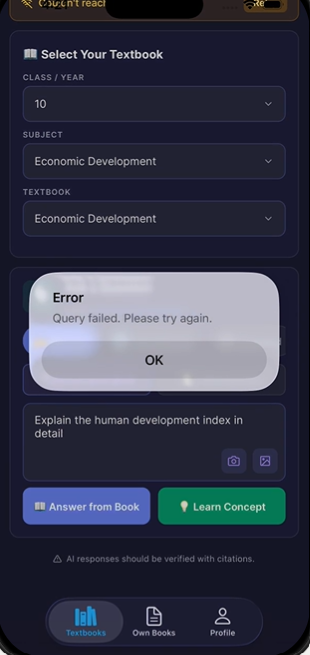 Couldn't reach
Select Your Textbook
CLASS / YEAR
10
SUBJECT
Economic Development
TEXTBOOK
Economic Development
Error
Query failed. Please try again.
OK
Explain the human development index in
detail
Answer from Book
Learn Concept
AI responses should be verified with citations.
Textbooks
Own Books
Profile